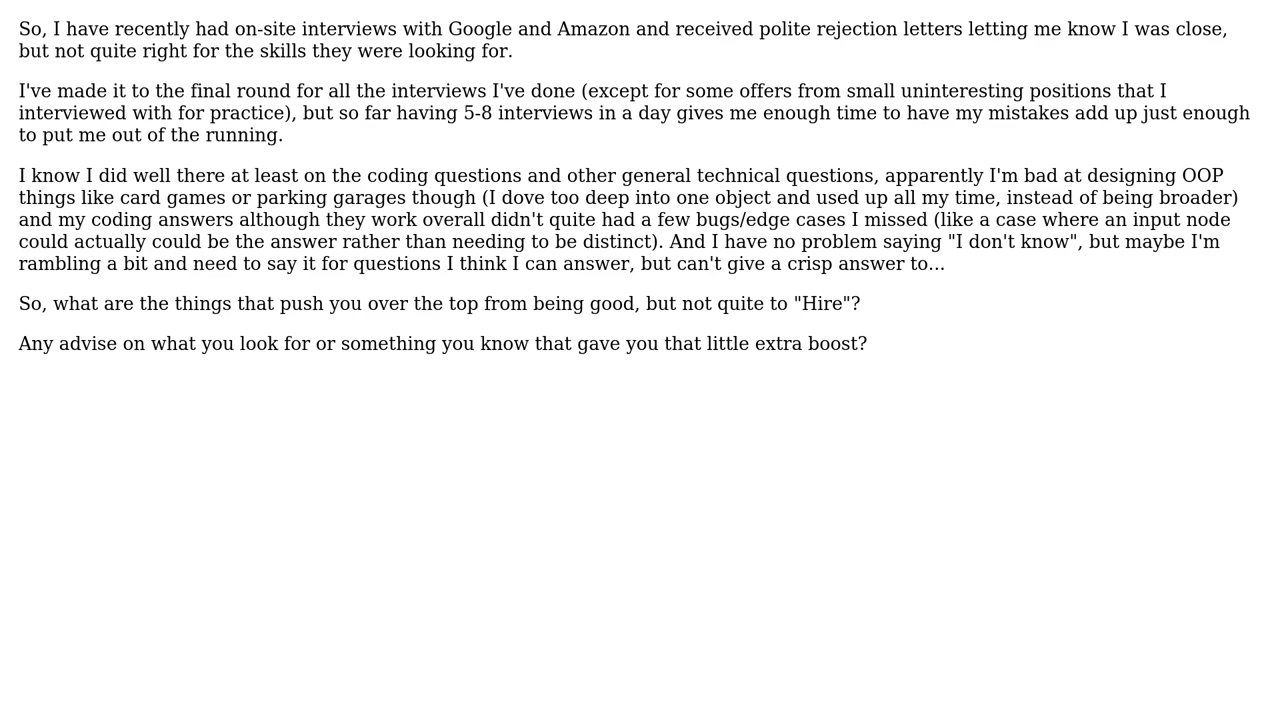 So, I have recently had on-site interviews with Google and Amazon and received polite rejection letters letting me know I was close,
but not quite right for the skills they were looking for.
I've made it to the final round for all the interviews I've done (except for some offers from small uninteresting positions that I
interviewed with for practice), but so far having 5-8 interviews in a day gives me enough time to have my mistakes add up just enough
to put me out of the running.
I know I did well there at least on the coding questions and other general technical questions, apparently I'm bad at designing OOP
things like card games or parking garages though (I dove too deep into one object and used up all my time, instead of being broader)
and my coding answers although they work overall didn't quite had a few bugs/edge cases I missed (like a case where an input node
could actually could be the answer rather than needing to be distinct). And I have no problem saying "I don't know", but maybe I'm
rambling a bit and need to say it for questions I think I can answer, but can't give a crisp answer to...
So, what are the things that push you over the top from being good, but not quite to "Hire"?
Any advise on what you look for or something you know that gave you that little extra boost?